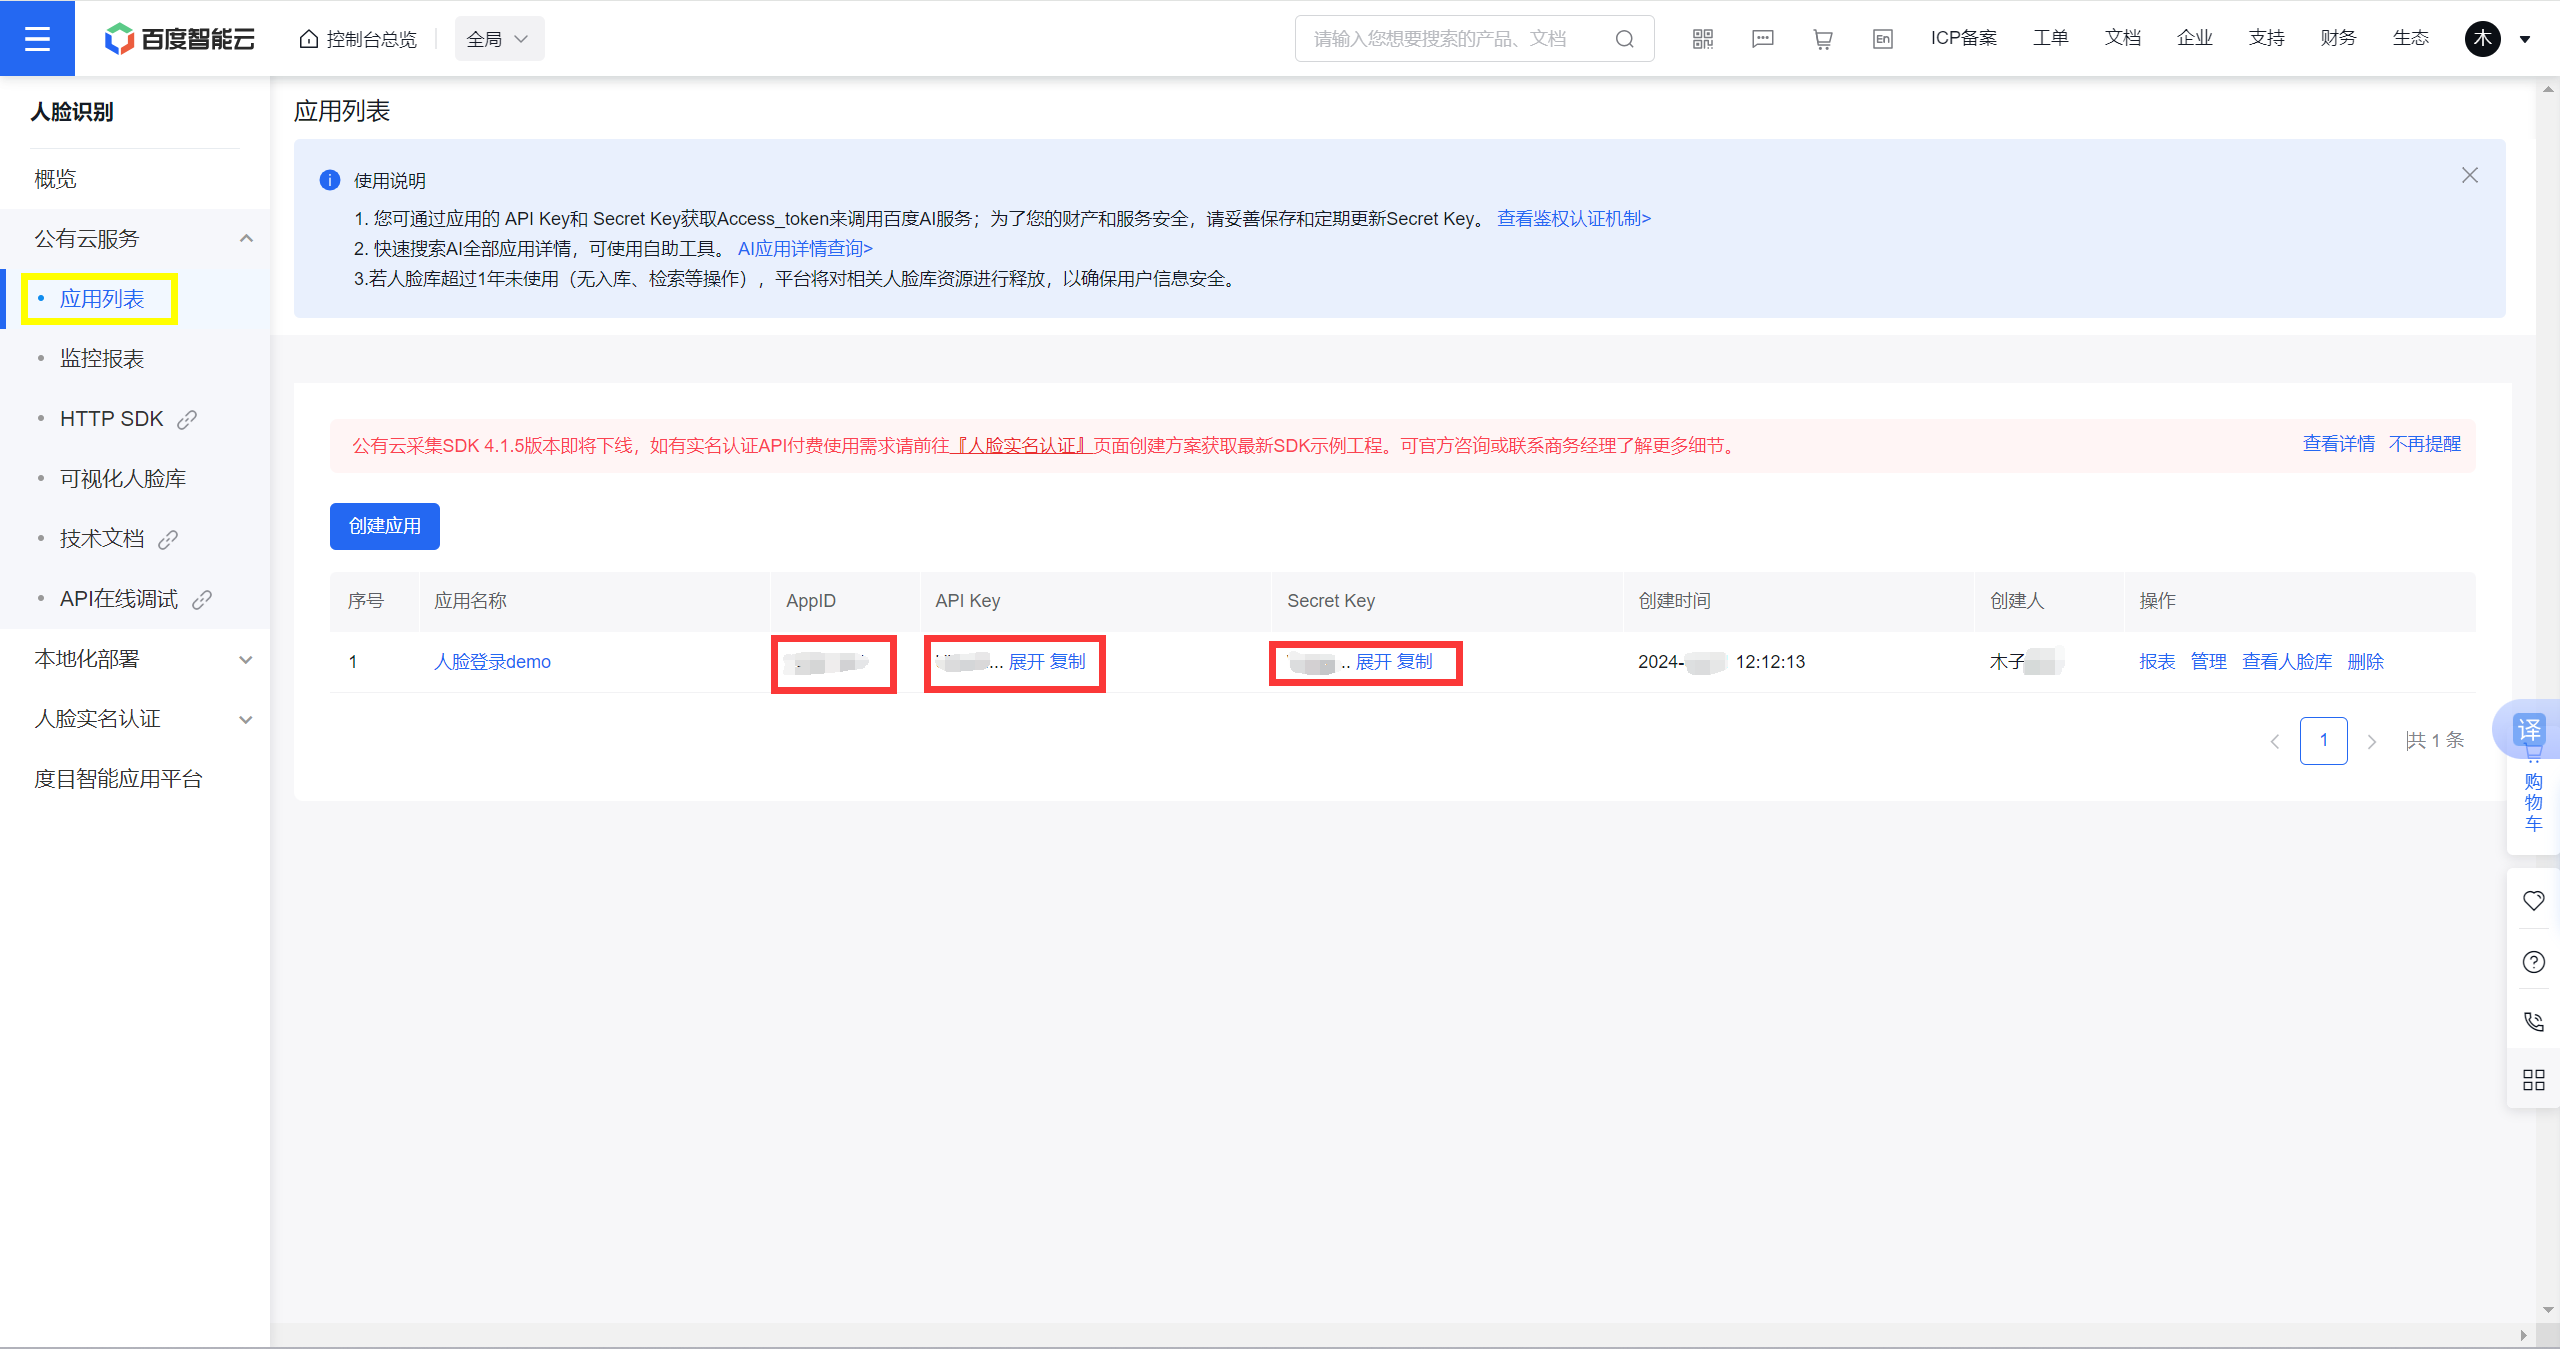 百度智能云 控制台总览 全局 请输入您想要搜索的产品、文档 En ICP备案 工单 文档 企业 支持 财务 生态 木
人脸识别
概览
公有云服务
应用列表
监控报表
HTTP SDK
可视化人脸库
技术文档
API在线调试
本地化部署
人脸实名认证
度目智能应用平台
应用列表
使用说明
1. 您可通过应用的 API Key和 Secret Key获取Access_token来调用百度AI服务；为了您的财产和服务安全，请妥善保存和定期更新Secret Key。 查看鉴权认证机制>
2. 快速搜索AI全部应用详情，可使用自助工具。 AI应用详情查询>
3.若人脸库超过1年未使用（无入库、检索等操作），平台将对相关人脸库资源进行释放，以确保用户信息安全。
公有云采集SDK 4.1.5版本即将下线，如有实名认证API付费使用需求请前往『人脸实名认证』页面创建方案获取最新SDK示例工程。可官方咨询或联系商务经理了解更多细节。 查看详情 不再提醒
创建应用
序号 应用名称 AppID API Key Secret Key 创建时间 创建人 操作
1 人脸登录demo ... 展开 复制 .. 展开 复制 2024- 12:12:13 木子 报表 管理 查看人脸库 删除
1 共 1 条
译
购物车